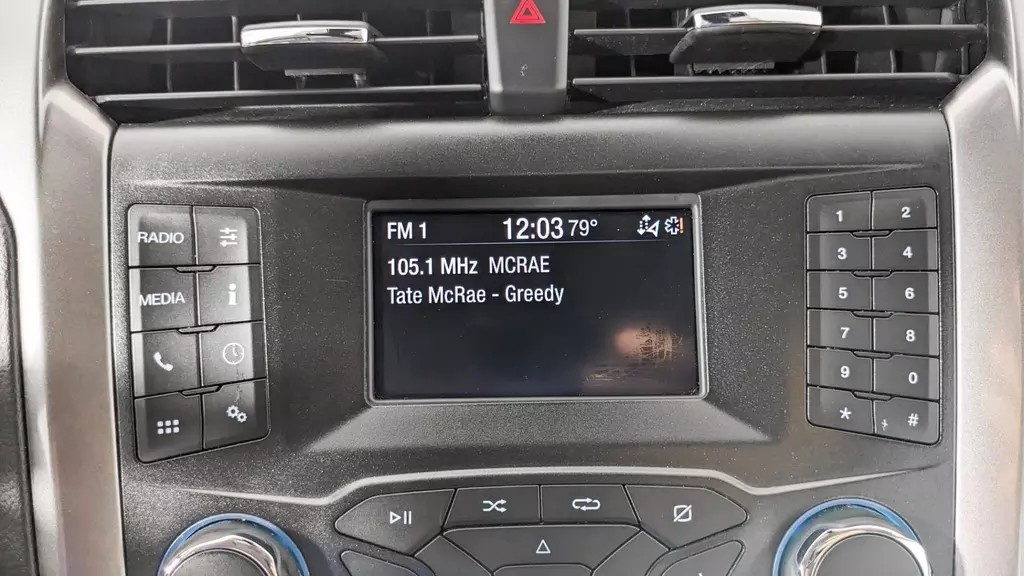 FM 1 12:03 79°
105.1 MHz MCRAE
Tate McRae - Greedy
RADIO
MEDIA
1 2
3 4
5 6
7 8
9 0
* #